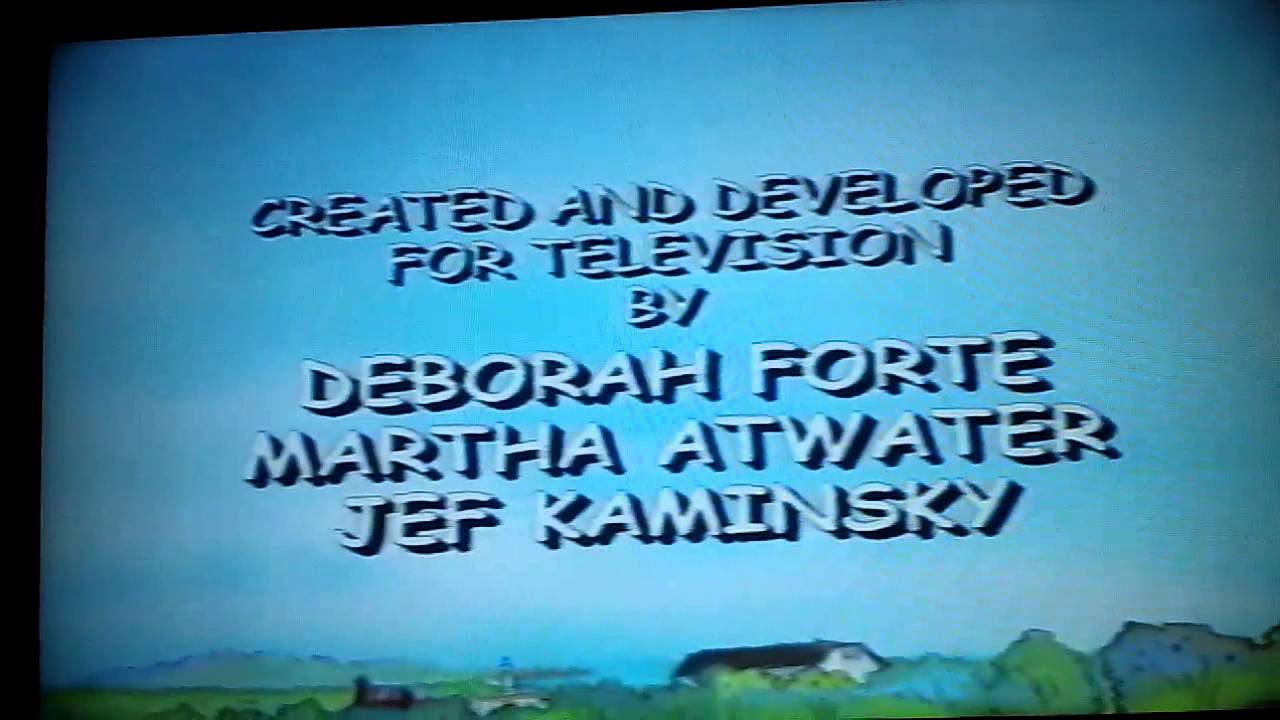 CREATED AND DEVELOPED
FOR TELEVISION
BY
DEBORAH FORTE
MARTHA ATWATER
JEF KAMINSKY